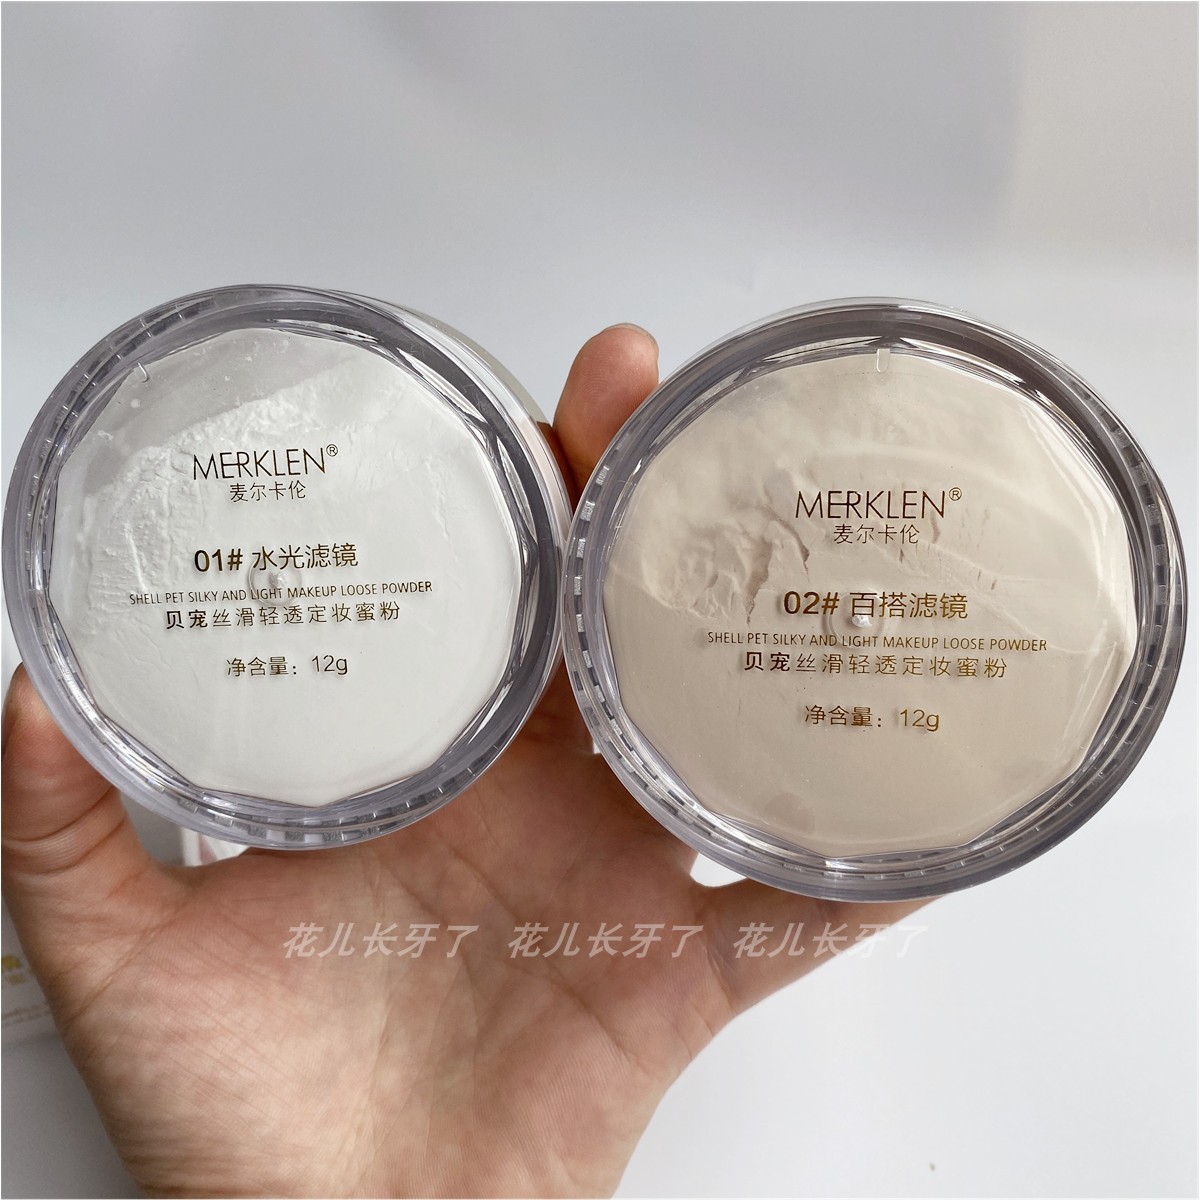 MERKLEN®
麦尔卡伦
01# 水光滤镜
SHELL PET SILKY AND LIGHT MAKEUP LOOSE POWDER
贝宠丝滑轻透定妆蜜粉
净含量：12g
MERKLEN®
麦尔卡伦
02# 百搭滤镜
SHELL PET SILKY AND LIGHT MAKEUP LOOSE POWDER
贝宠丝滑轻透定妆蜜粉
净含量：12g
花儿长牙了 花儿长牙了 花儿长牙了